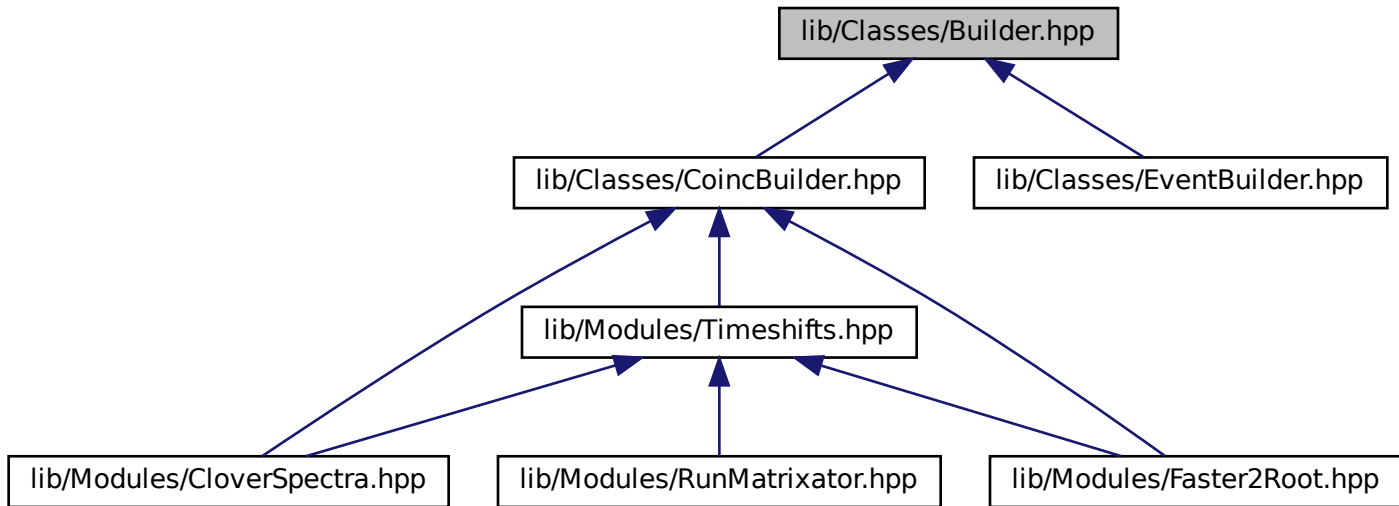 lib/Classes/Builder.hpp
lib/Classes/CoincBuilder.hpp
lib/Classes/EventBuilder.hpp
lib/Modules/Timeshifts.hpp
lib/Modules/CloverSpectra.hpp
lib/Modules/RunMatrixator.hpp
lib/Modules/Faster2Root.hpp